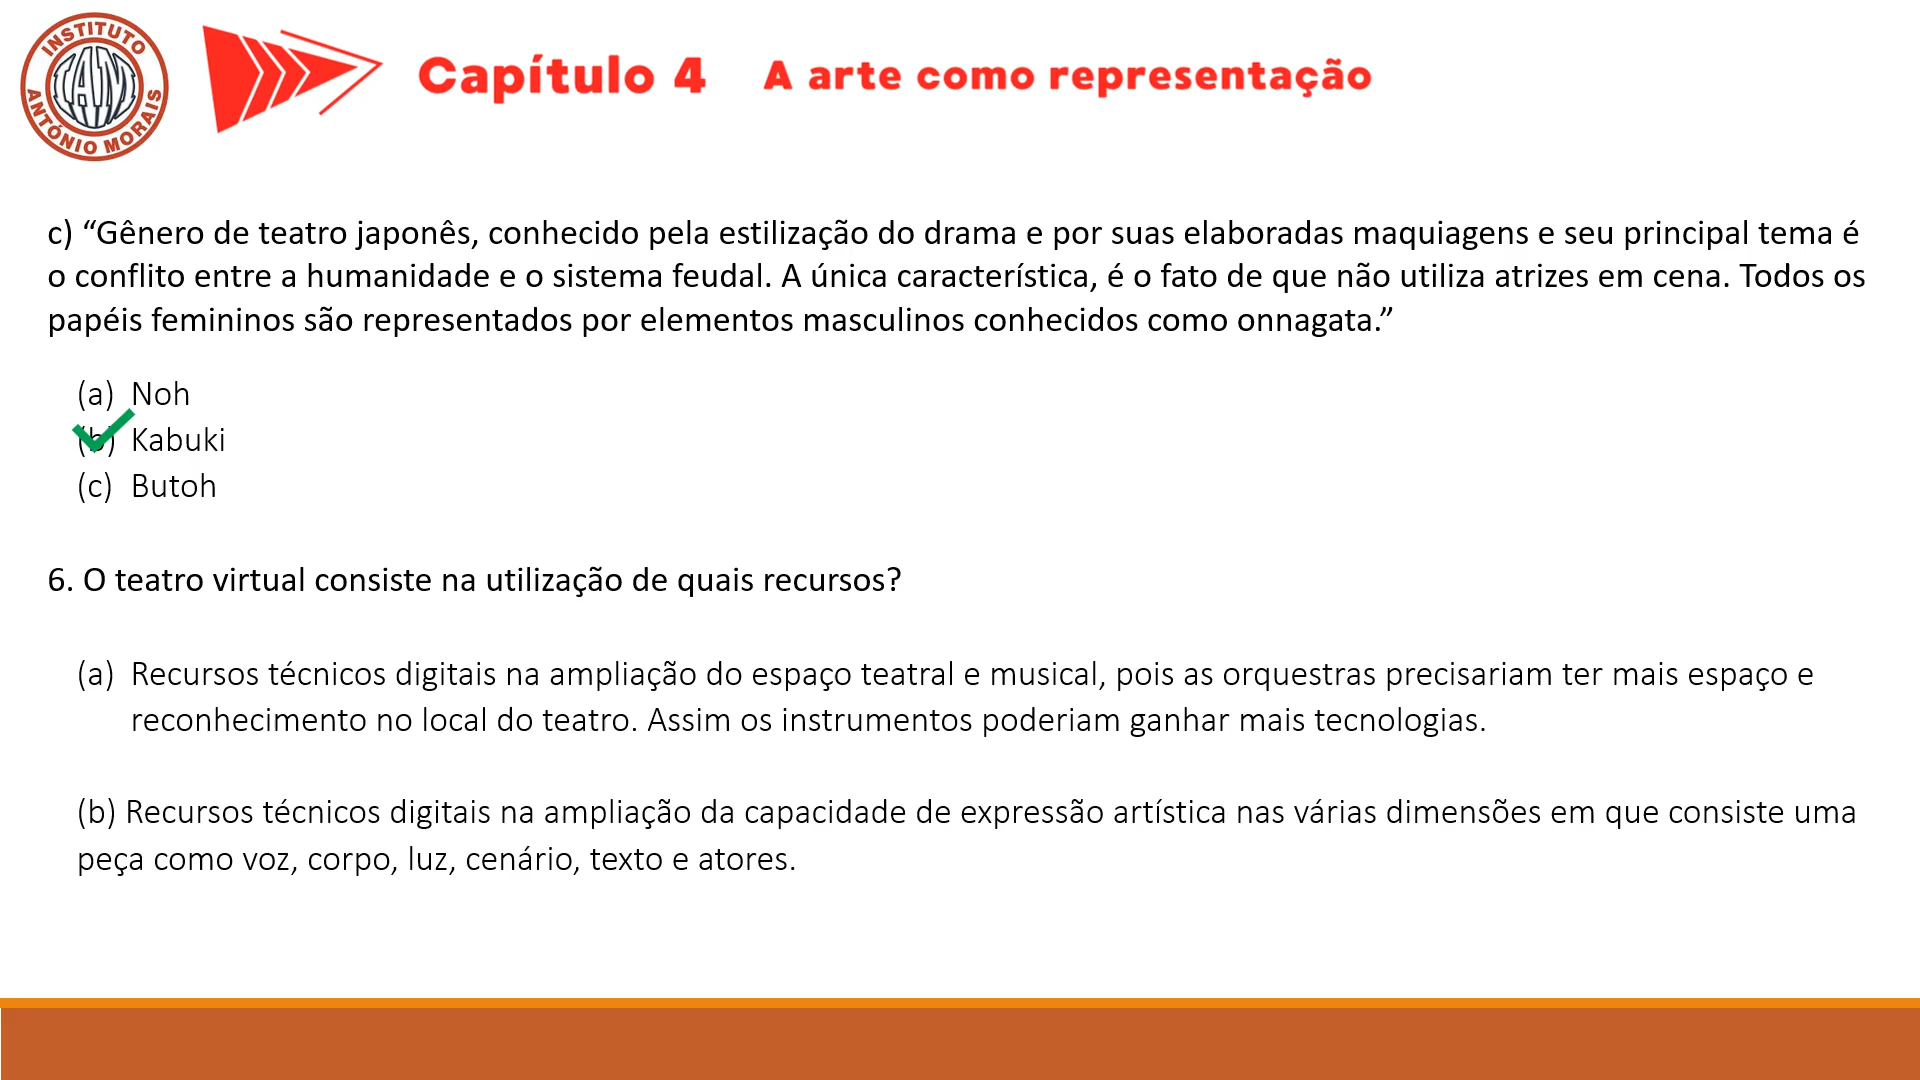 INSTITUTO
IAM
ANTÓNIO MORAIS
Capítulo 4 A arte como representação
c) “Gênero de teatro japonês, conhecido pela estilização do drama e por suas elaboradas maquiagens e seu principal tema é
o conflito entre a humanidade e o sistema feudal. A única característica, é o fato de que não utiliza atrizes em cena. Todos os
papéis femininos são representados por elementos masculinos conhecidos como onnagata.”
(a) Noh
(b) Kabuki
(c) Butoh
6. O teatro virtual consiste na utilização de quais recursos?
(a) Recursos técnicos digitais na ampliação do espaço teatral e musical, pois as orquestras precisariam ter mais espaço e
reconhecimento no local do teatro. Assim os instrumentos poderiam ganhar mais tecnologias.
(b) Recursos técnicos digitais na ampliação da capacidade de expressão artística nas várias dimensões em que consiste uma
peça como voz, corpo, luz, cenário, texto e atores.